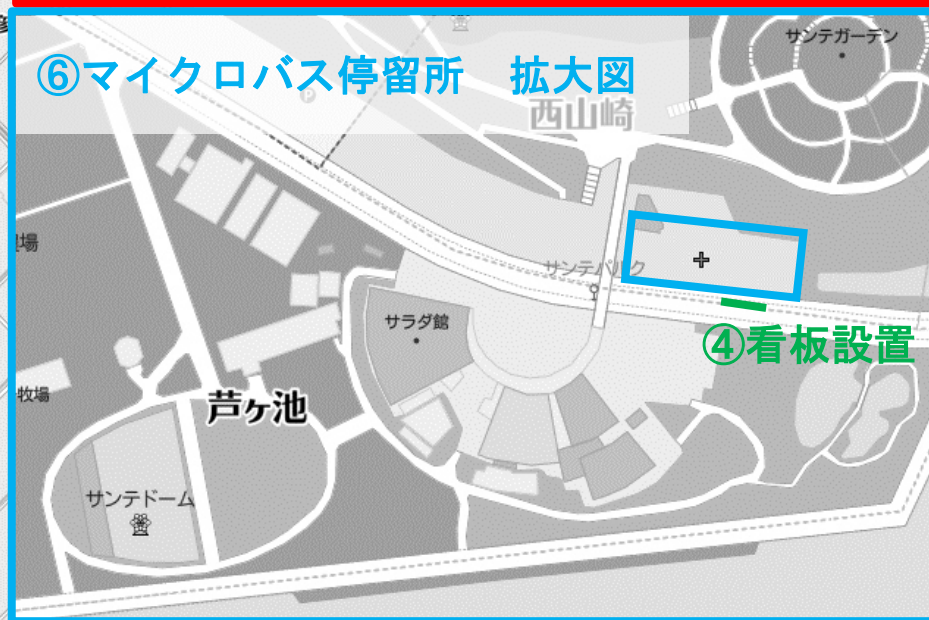 サンテガーデン
⑥マイクロバス停留所　拡大図
P
西山崎
場
サンテパルク
サラダ館
④看板設置
牧場
芦ヶ池
サンテドーム